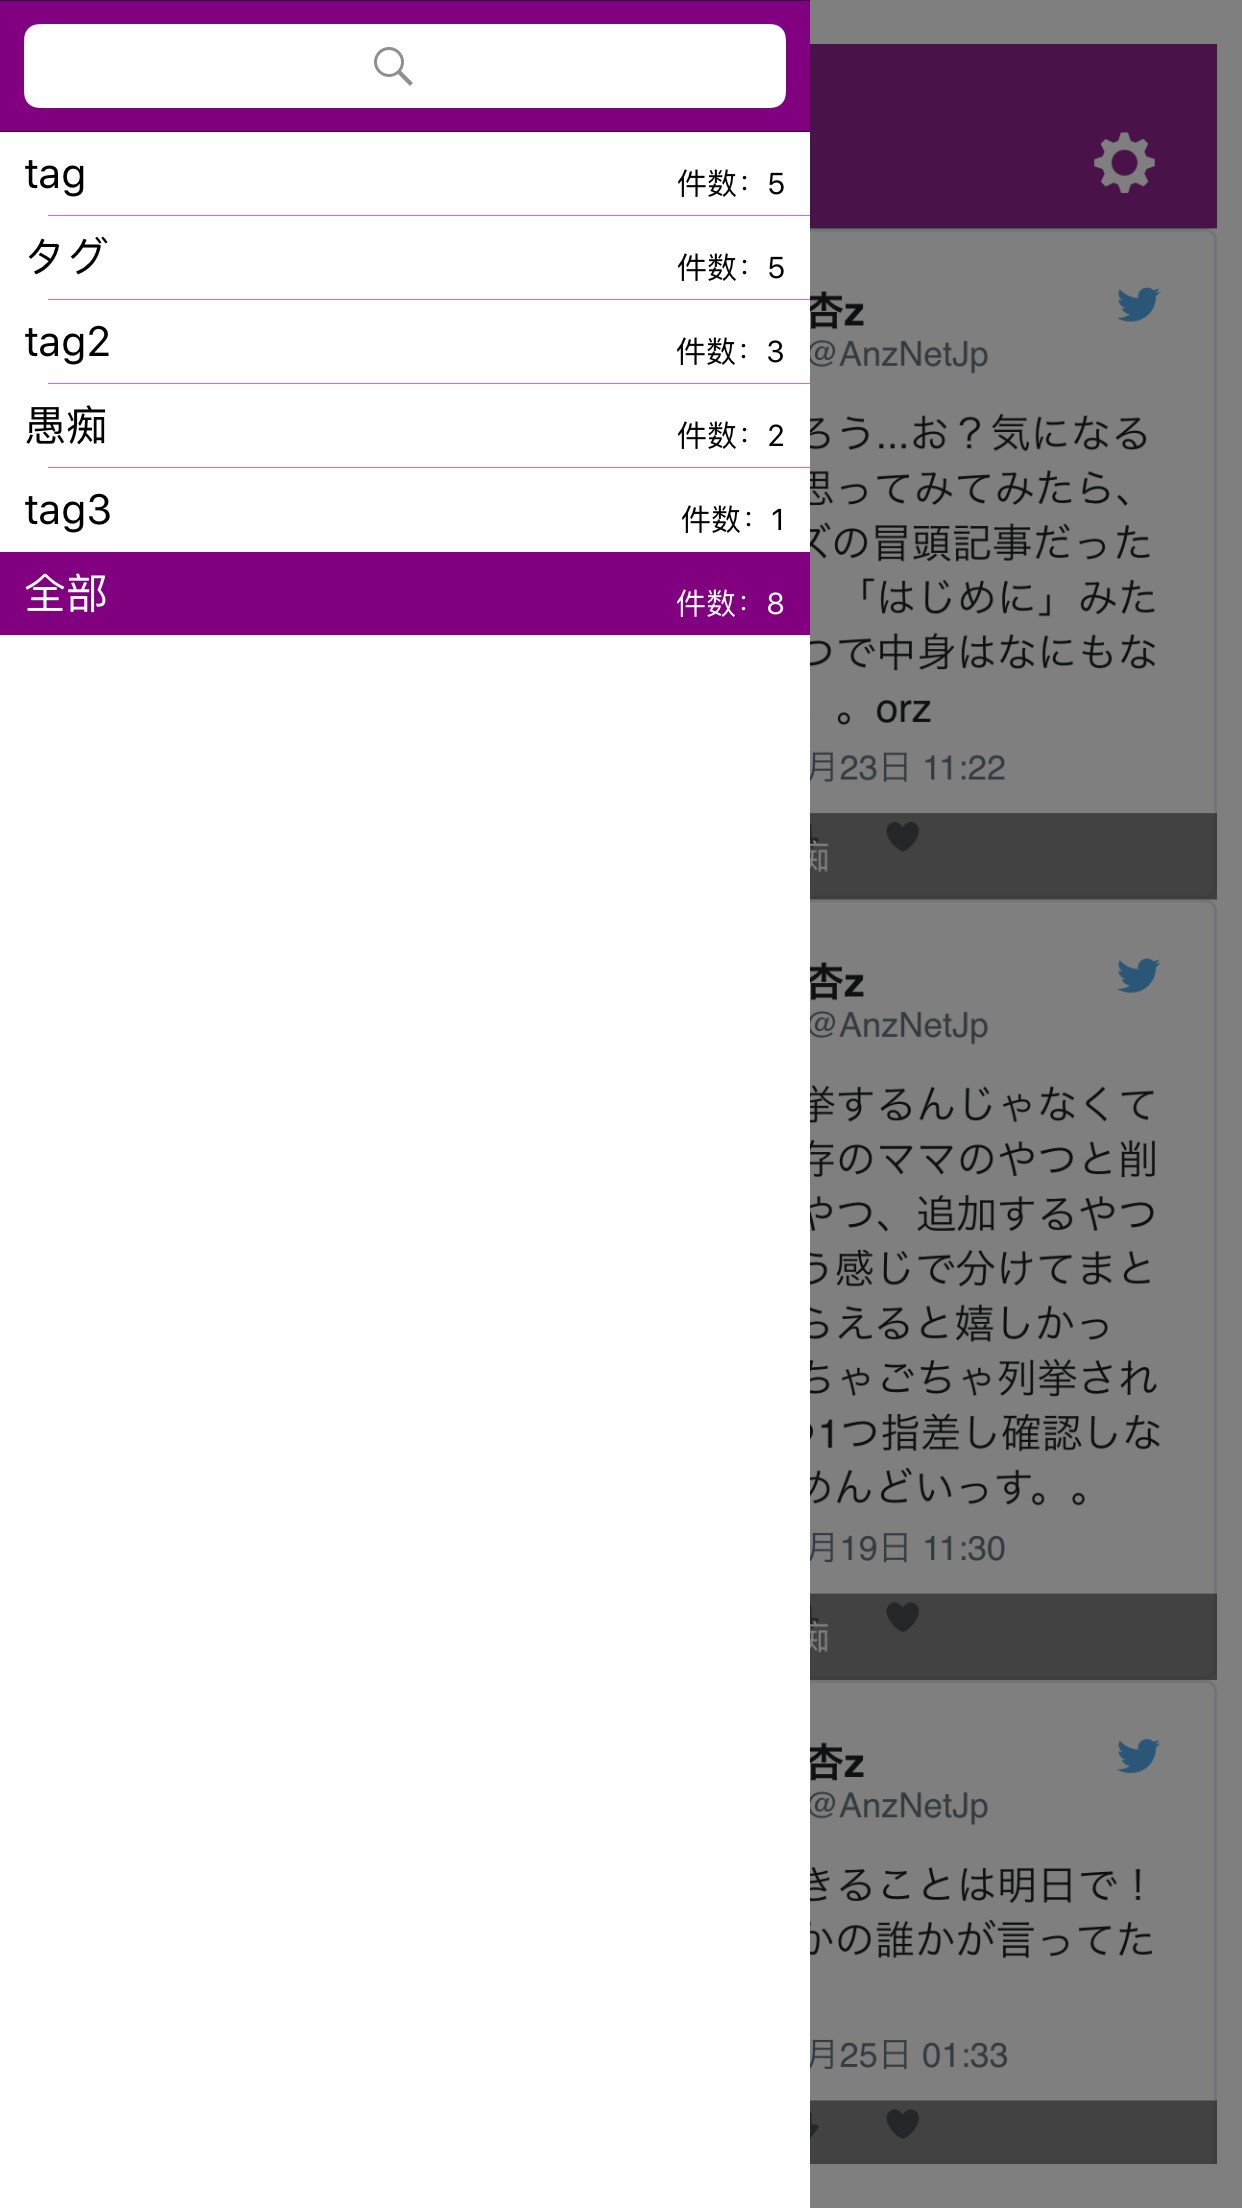 tag
件数：5
タグ
件数：5
tag2
件数：3
愚痴
件数：2
tag3
件数：1
全部
件数：8
杏z
@AnzNetJp
ろう...お？気になる
思ってみてみたら、
ズの冒頭記事だった
「はじめに」みた
つで中身はなにもな
。orz
月23日 11:22
痴
杏z
@AnzNetJp
挙するんじゃなくて
存のママのやつと削
やつ、追加するやつ
う感じで分けてまと
らえると嬉しかっ
ちゃごちゃ列挙され
1つ指差し確認しな
めんどいっす。。
月19日 11:30
痴
杏z
@AnzNetJp
きることは明日で！
かの誰かが言ってた
月25日 01:33